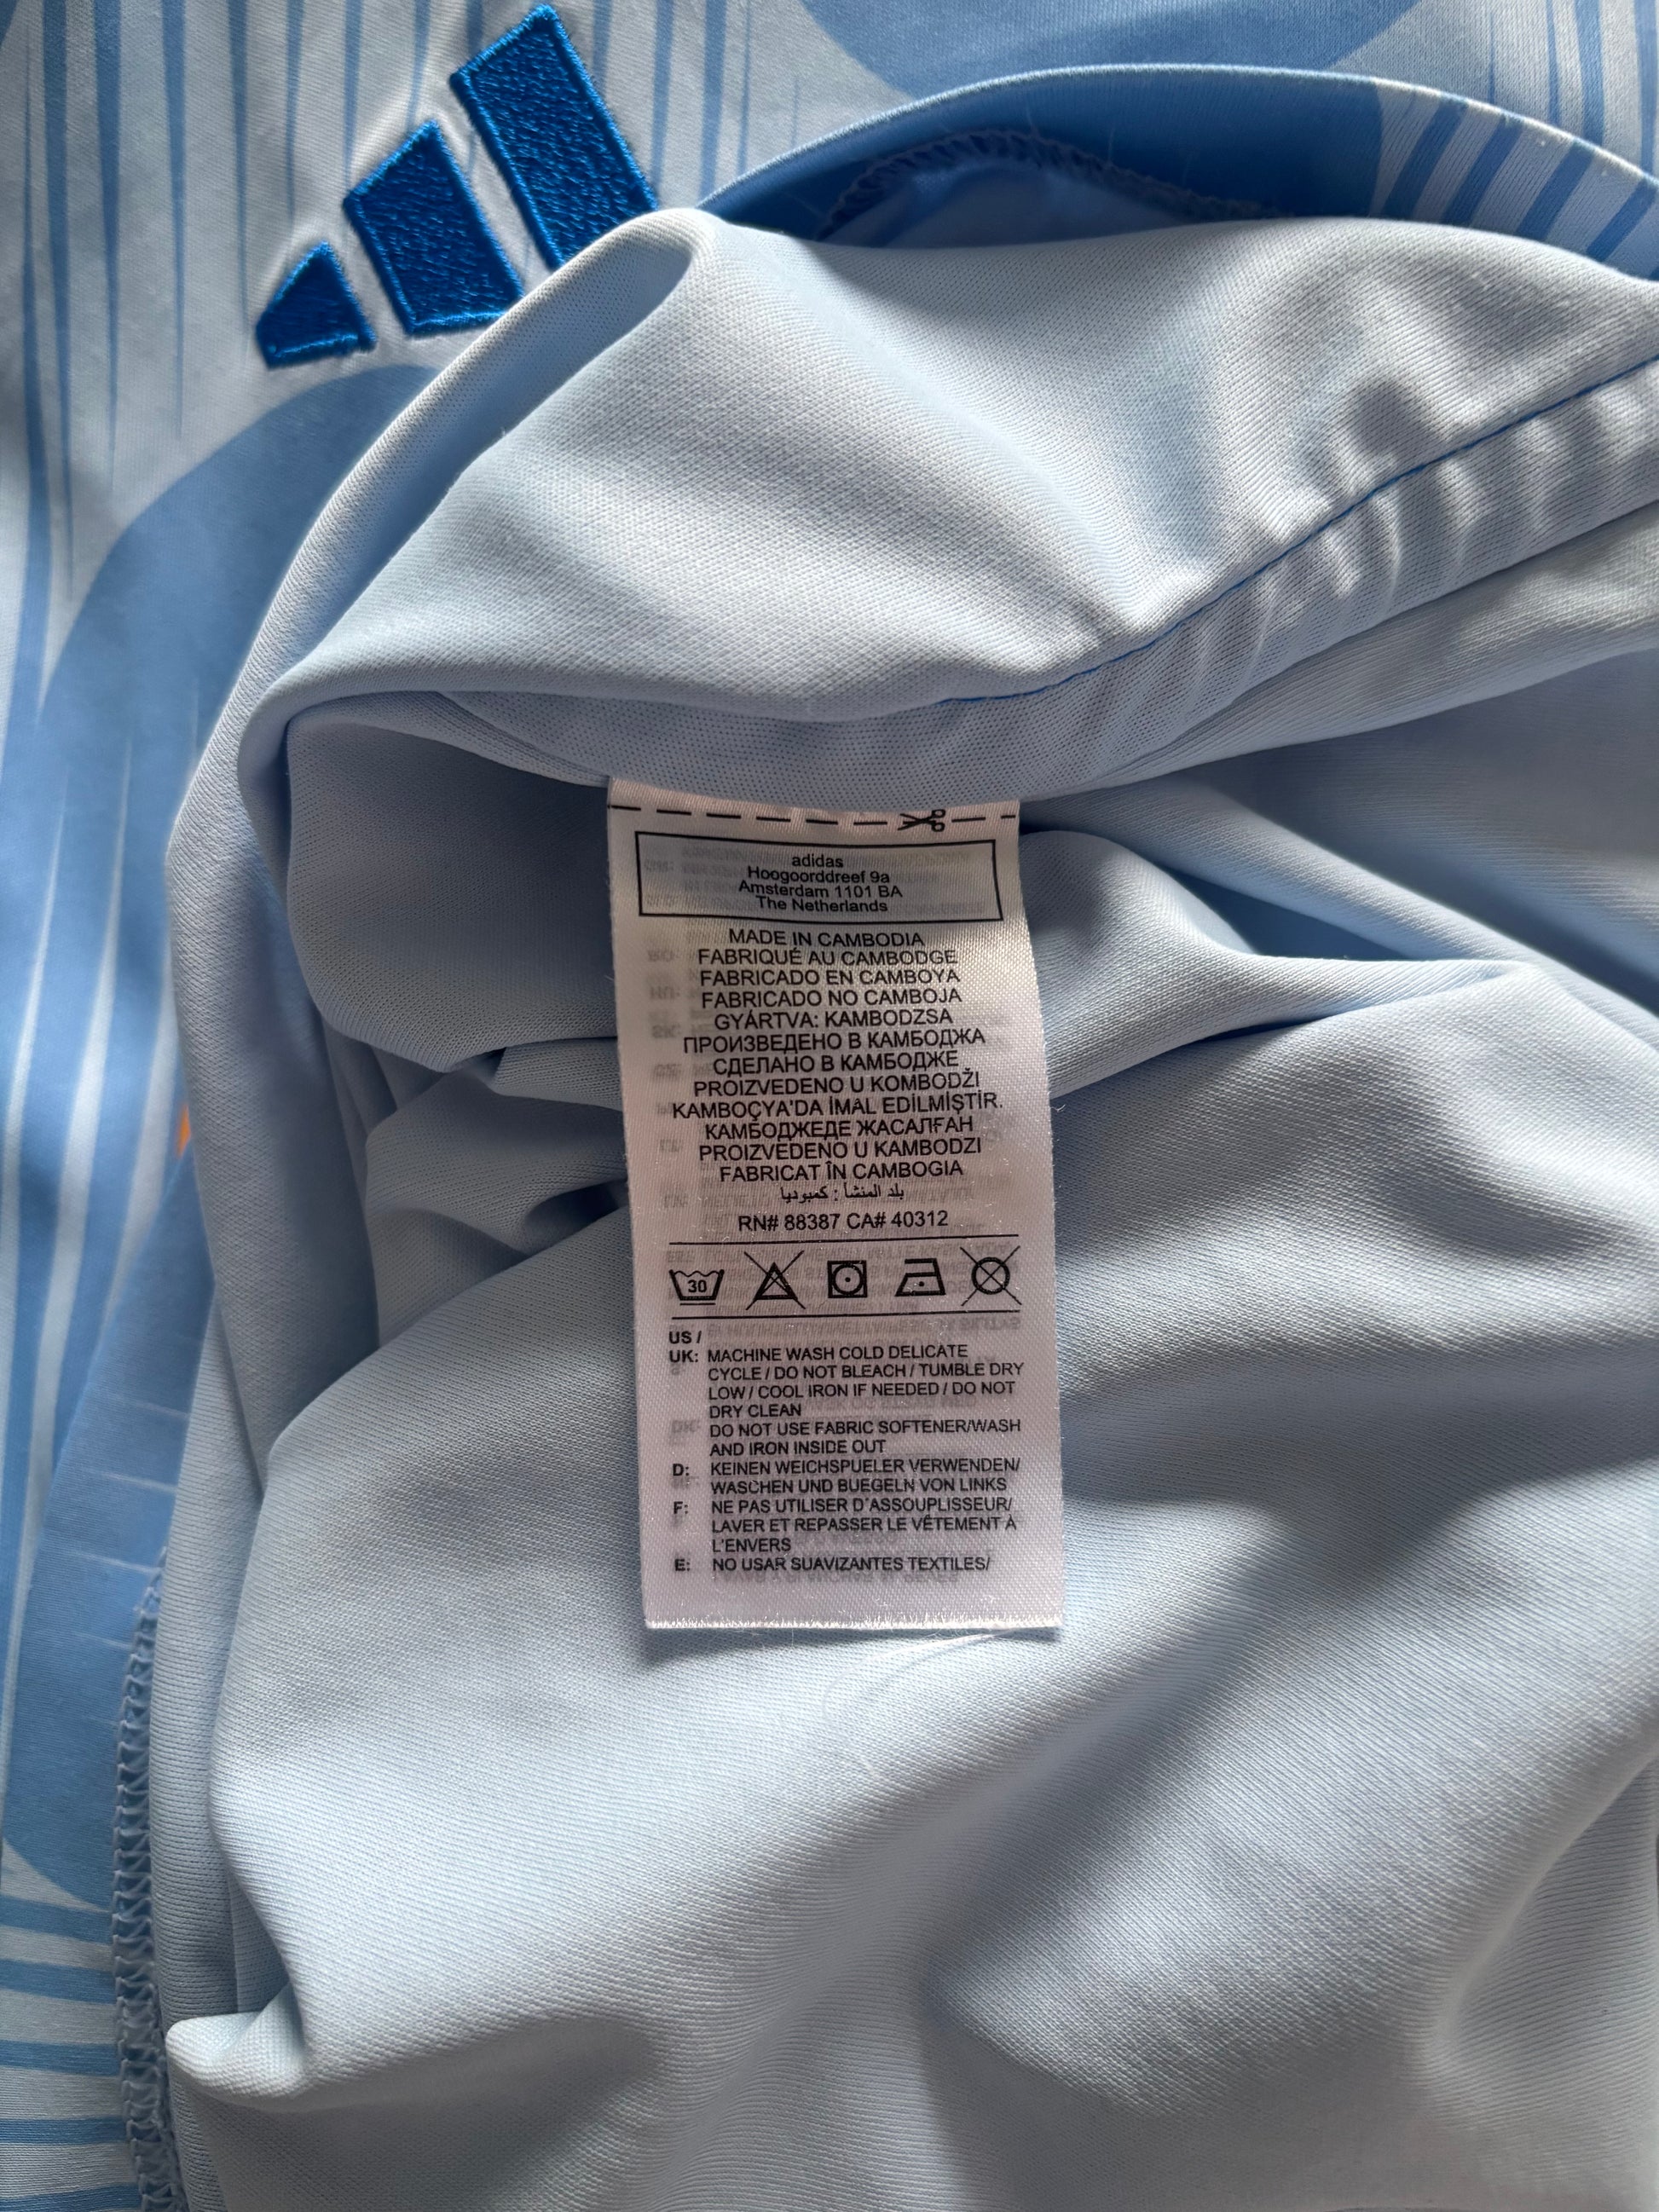 adidas
Hoogoorddreef 9a
Amsterdam 1101 BA
The Netherlands
MADE IN CAMBODIA
FABRIQUÉ AU CAMBODGE
FABRICADO EN CAMBOYA
FABRICADO NO CAMBOJA
GYÁRTVA: KAMBODZSA
ПРОИЗВЕДЕНО В КАМБОДЖА
СДЕЛАНО В КАМБОДЖЕ
PROIZVEDENO U KOMBODŽI
KAMBOÇYA'DA İMAL EDİLMİŞTİR.
КАМБОДЖЕДЕ ЖАСАЛҒАН
PROIZVEDENO U KAMBODZI
FABRICAT ÎN CAMBOGIA
بلد المنشأ : كمبوديا
RN# 88387 CA# 40312
30
US /
UK: MACHINE WASH COLD DELICATE
CYCLE / DO NOT BLEACH / TUMBLE DRY
LOW / COOL IRON IF NEEDED / DO NOT
DRY CLEAN
DO NOT USE FABRIC SOFTENER/WASH
AND IRON INSIDE OUT
D: KEINEN WEICHSPUELER VERWENDEN/
WASCHEN UND BUEGELN VON LINKS
F: NE PAS UTILISER D'ASSOUPLISSEUR/
LAVER ET REPASSER LE VÊTEMENT À
L'ENVERS
E: NO USAR SUAVIZANTES TEXTILES/